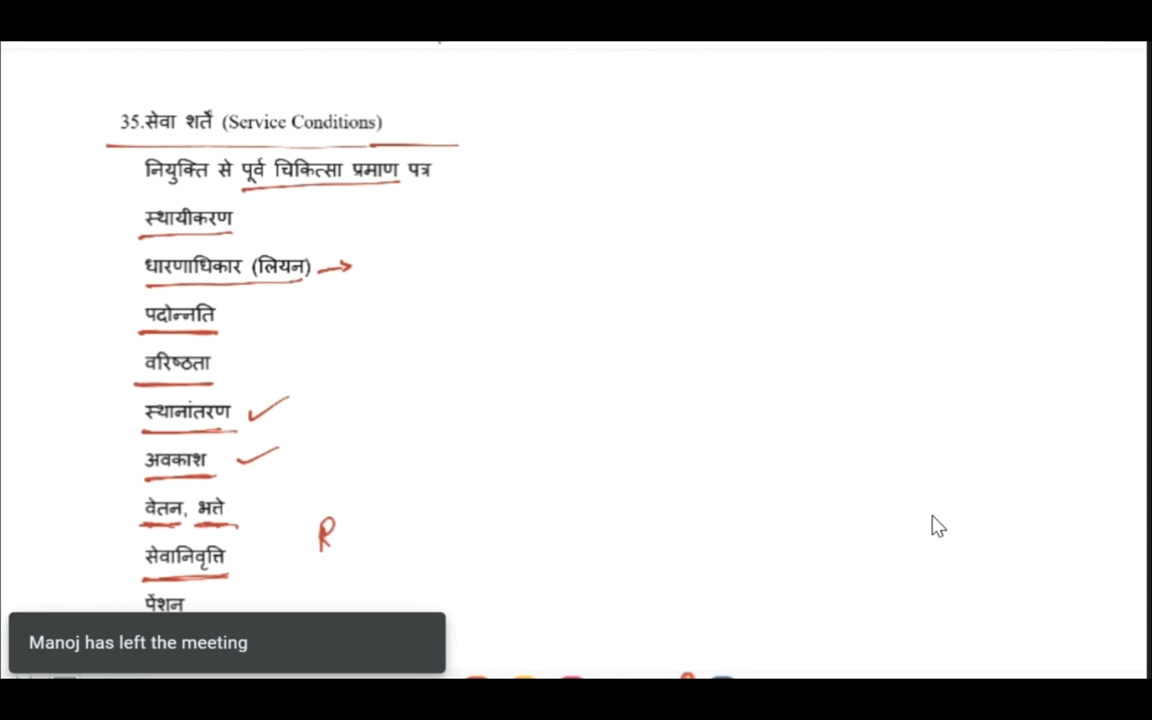 35.सेवा शर्तें (Service Conditions)
नियुक्ति से पूर्व चिकित्सा प्रमाण पत्र
स्थायीकरण
धारणाधिकार (लियन)
पदोन्नति
वरिष्ठता
स्थानांतरण
अवकाश
वेतन, भत्ते
R
सेवानिवृत्ति
पेंशन
Manoj has left the meeting